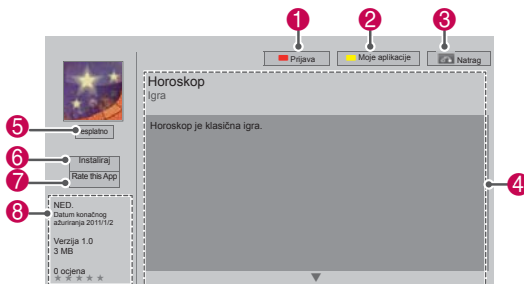 1
2
3
Prijava
Moje aplikacije
Natrag
Horoskop
Igra
Horoskop je klasična igra.
4
5
esplatno
6
Instaliraj
7
Rate this App
8
NED.
Datum konačnog
ažuriranja 2011/1/2
Verzija 1.0
3 MB
0 ocjena